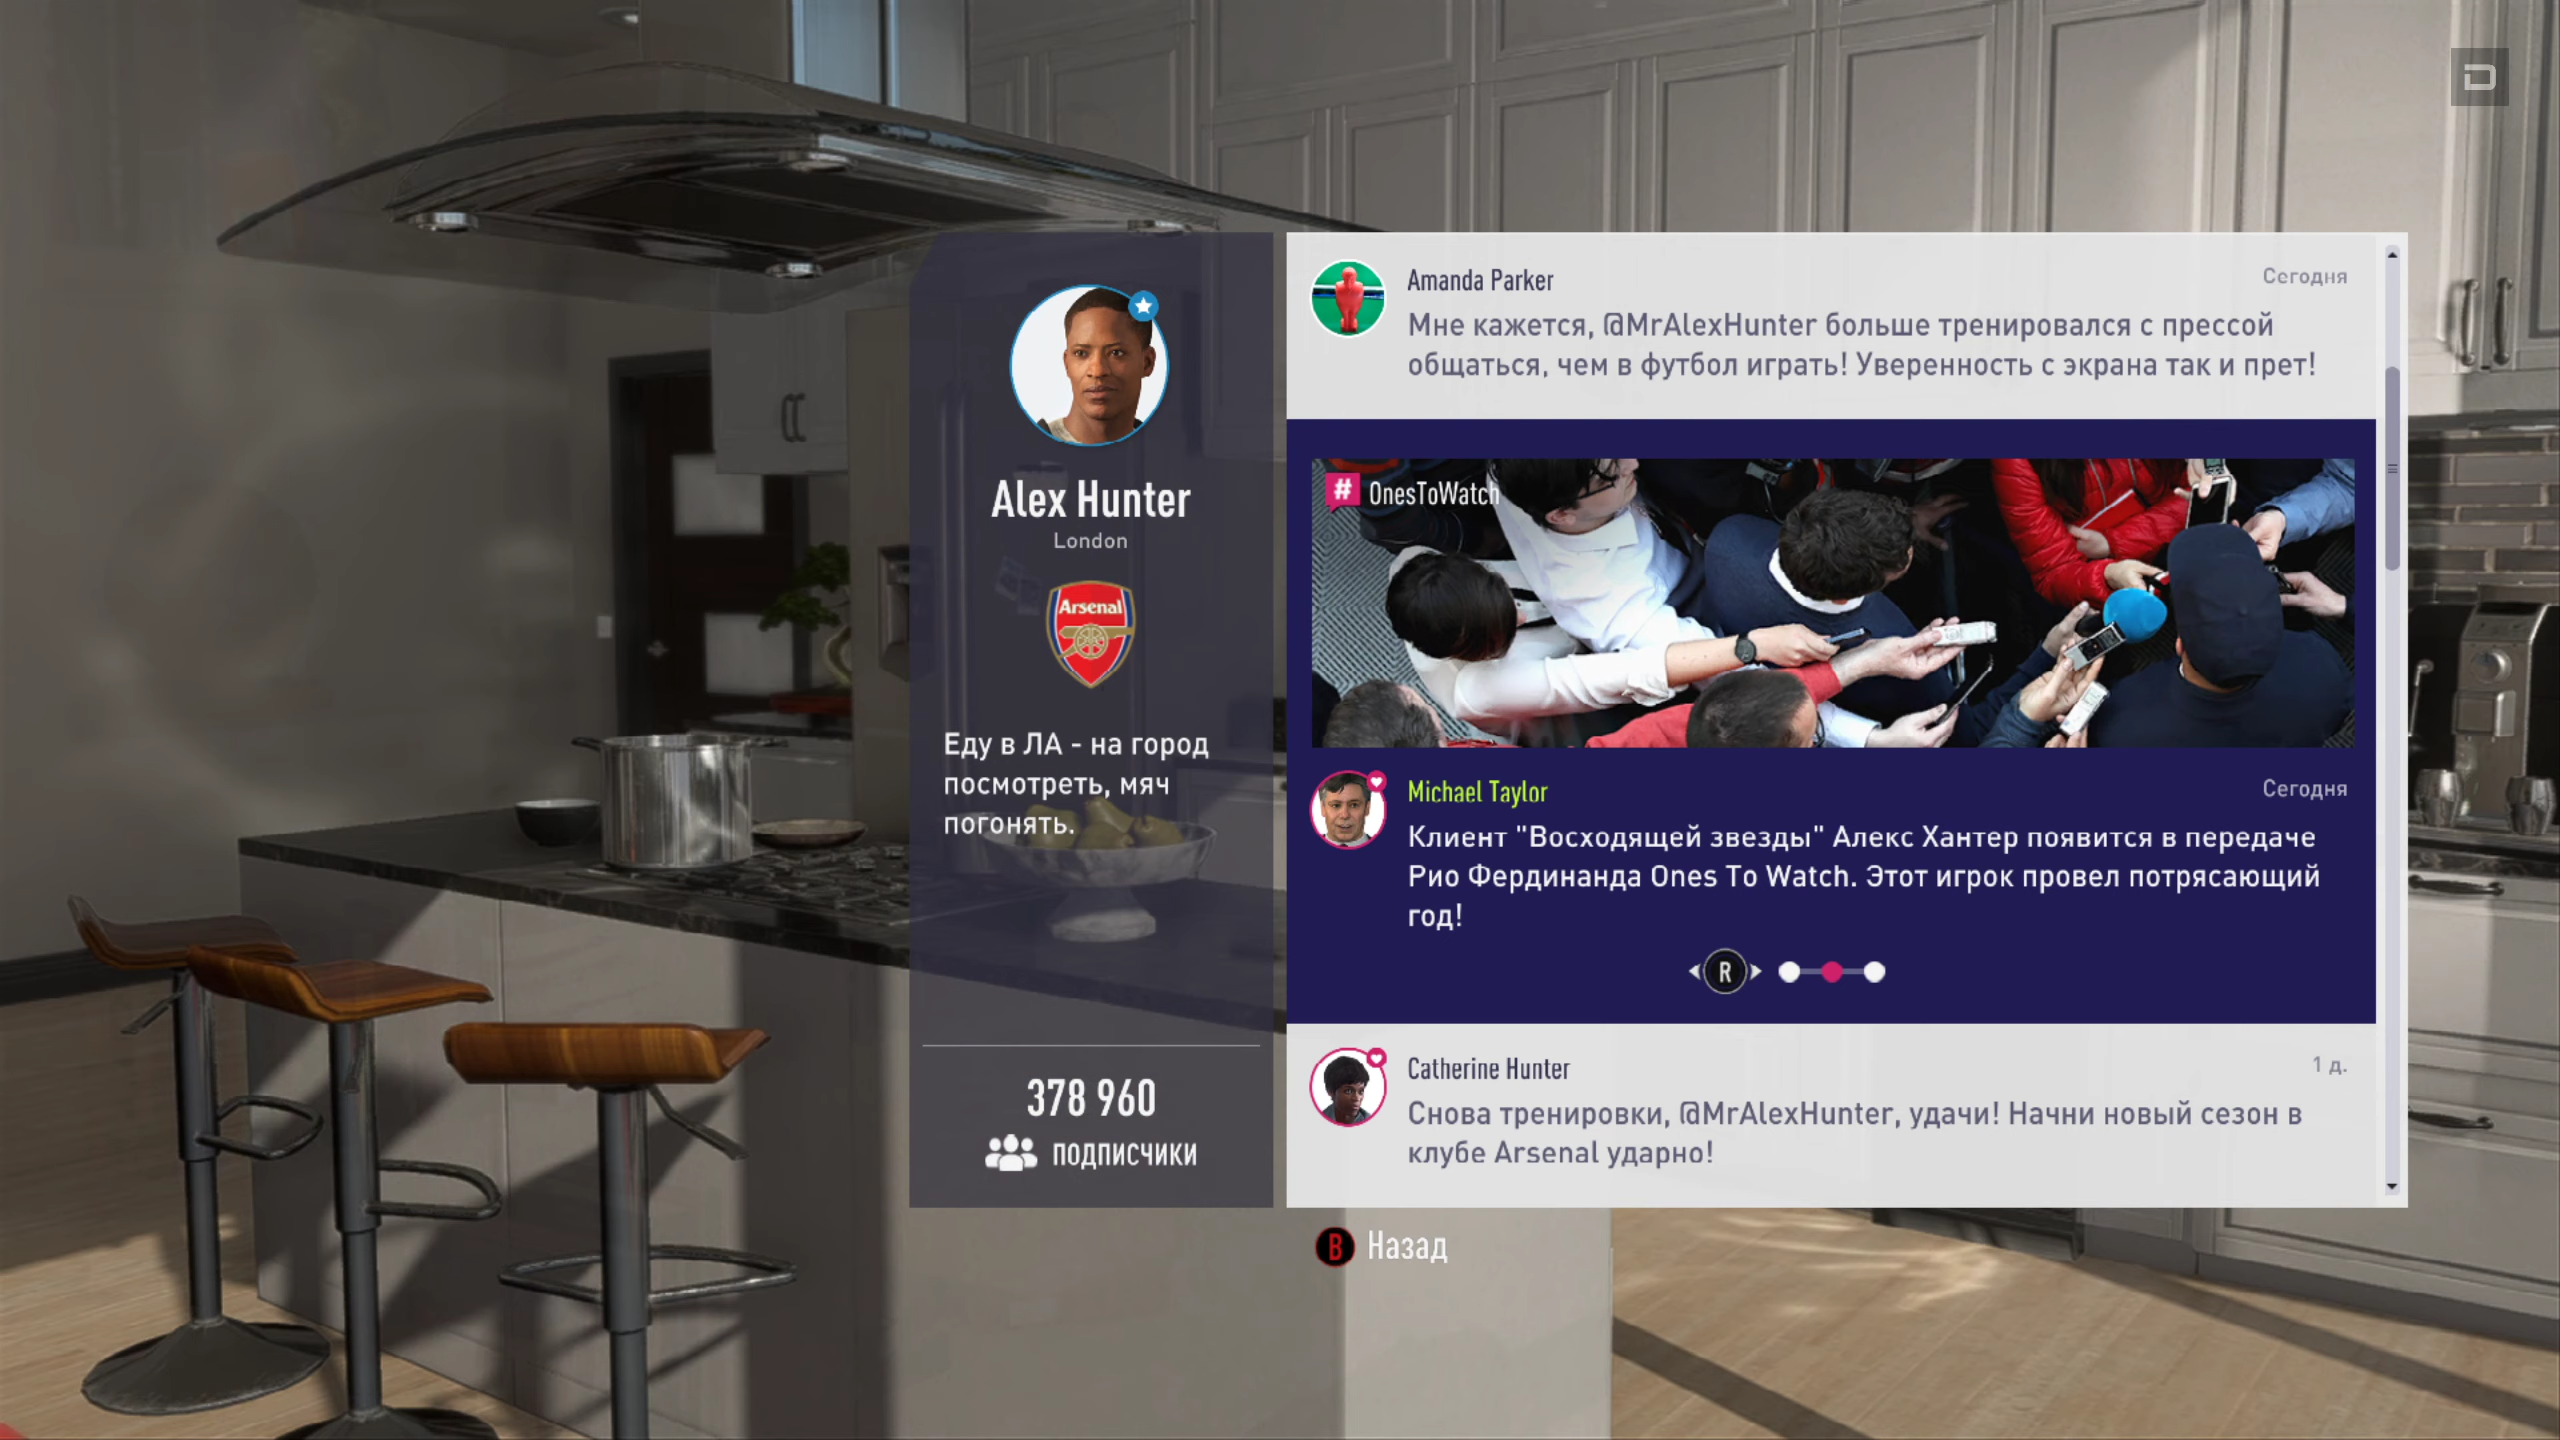 Alex Hunter
London
Arsenal
Еду в ЛА - на город
посмотреть, мяч
погонять.
378 960
подписчики
Amanda Parker
Сегодня
Мне кажется, @MrAlexHunter больше тренировался с прессой
общаться, чем в футбол играть! Уверенность с экрана так и прет!
# OnesToWatch
Michael Taylor
Сегодня
Клиент "Восходящей звезды" Алекс Хантер появится в передаче
Рио Фердинанда Ones To Watch. Этот игрок провел потрясающий
год!
R
Catherine Hunter
1 д.
Снова тренировки, @MrAlexHunter, удачи! Начни новый сезон в
клубе Arsenal ударно!
B Назад